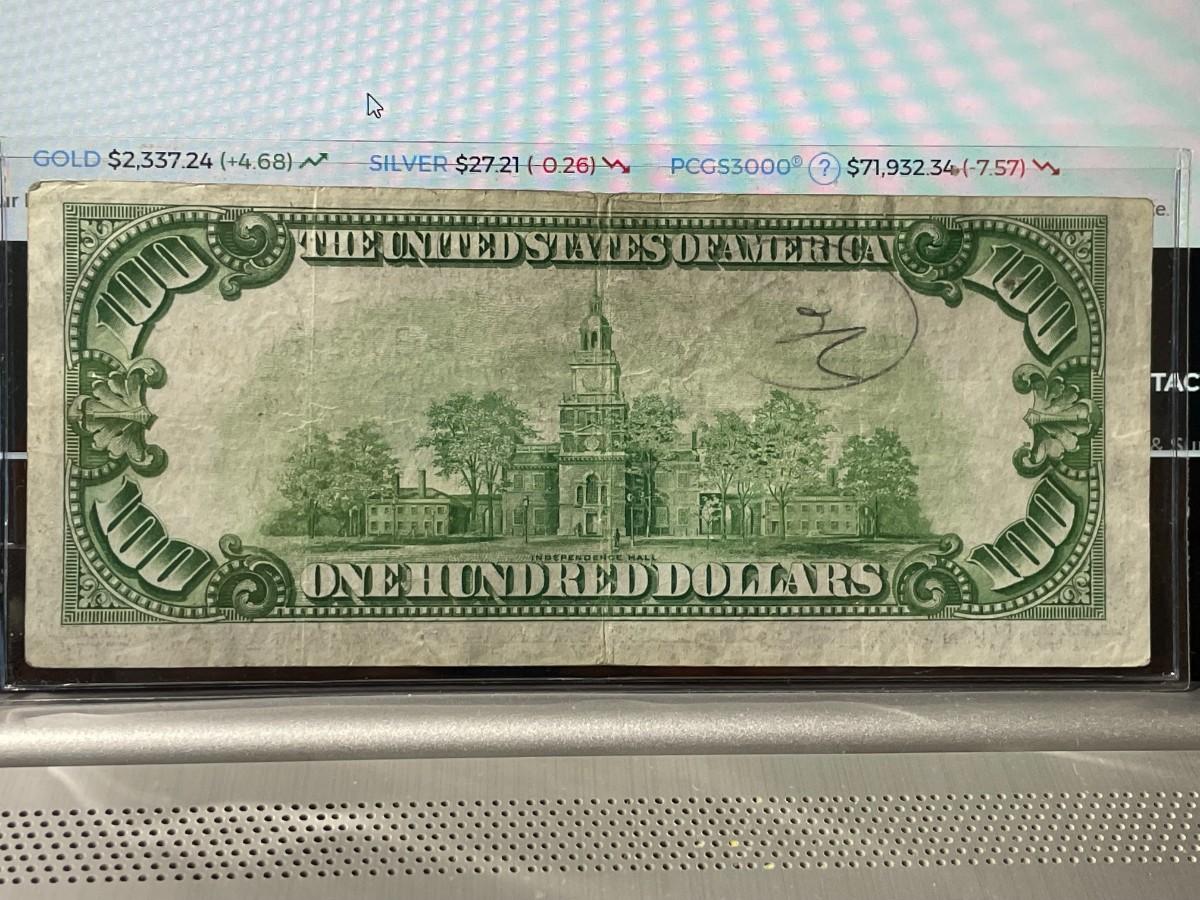 GOLD $2,337.24 (+4.68) SILVER $27.21 (-0.26) PCGS3000® ? $71,932.34 (-7.57)
100 THE UNITED STATES OF AMERICA 100
INDEPENDENCE HALL
100 ONE HUNDRED DOLLARS 100